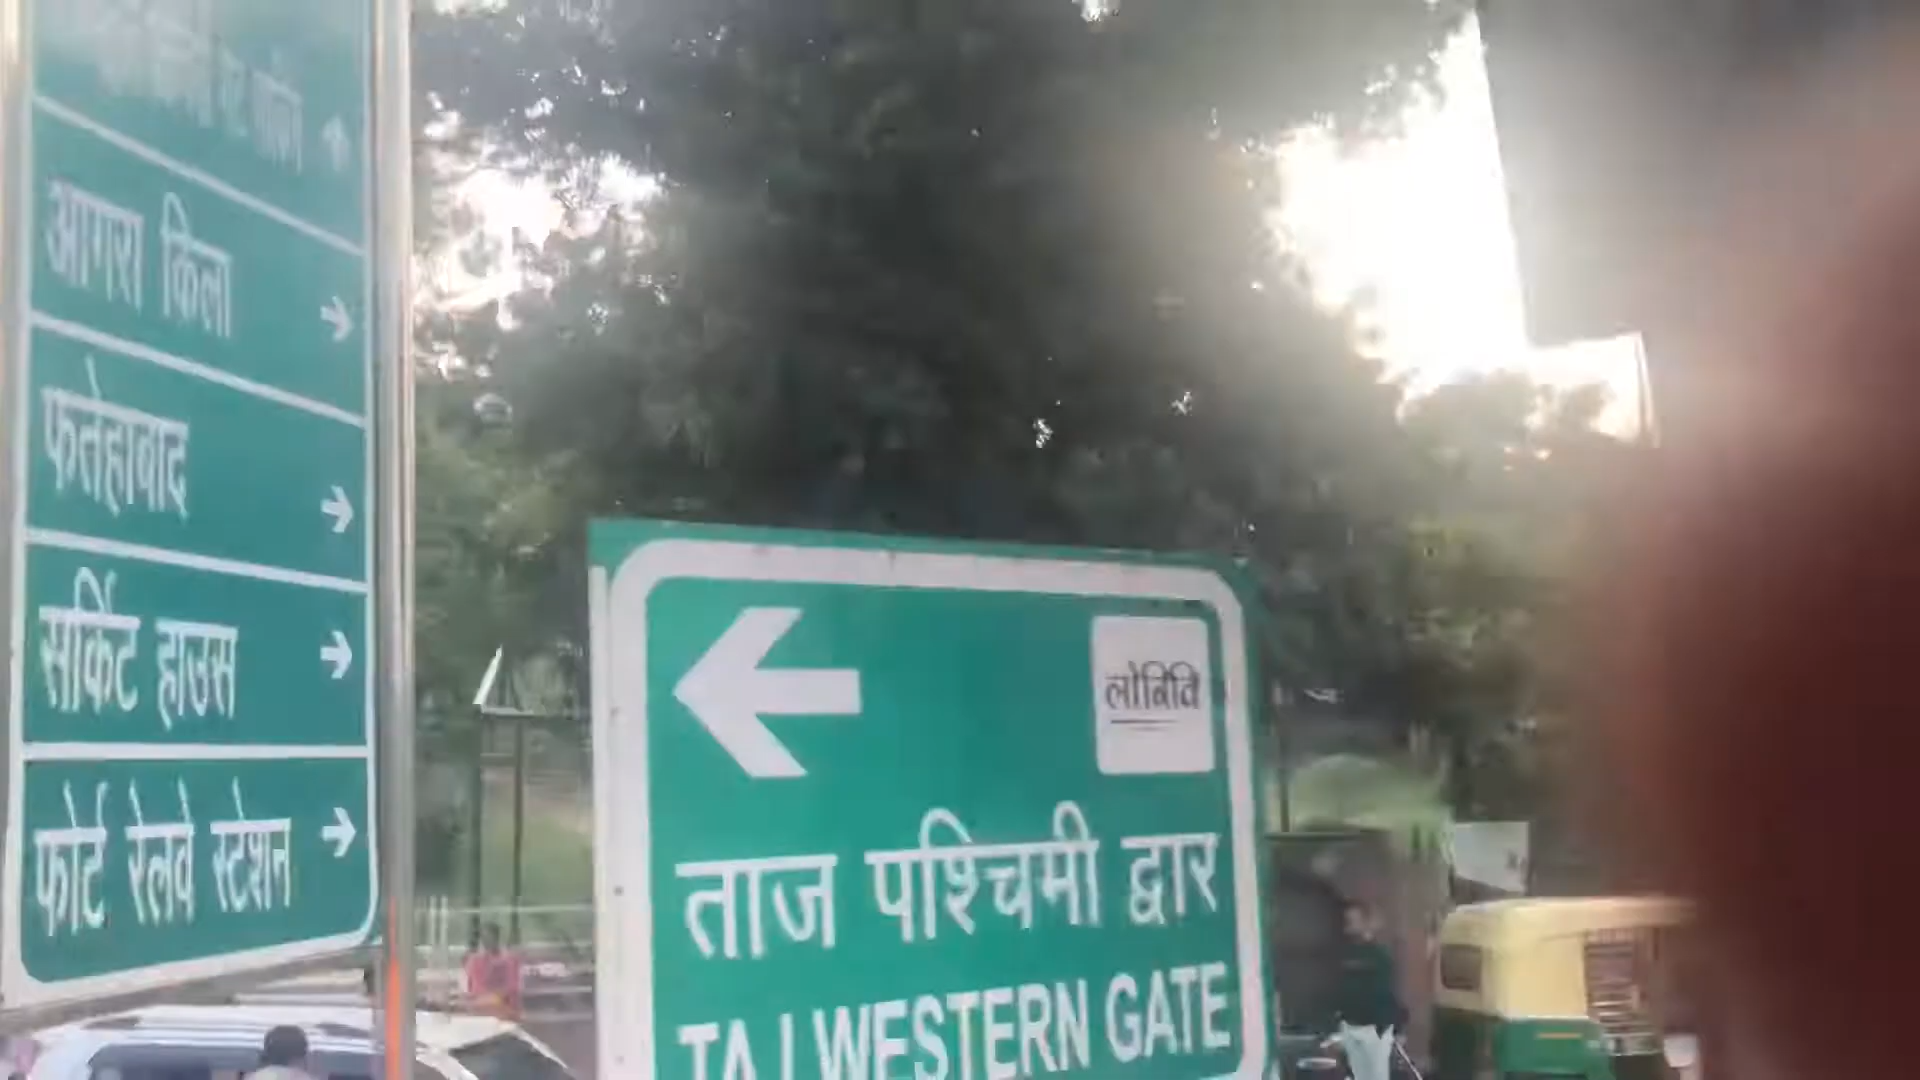 आगरा किला
फतेहाबाद
सर्किट हाउस
फोर्ट रेलवे स्टेशन
लोनिवि
ताज पश्चिमी द्वार
TAJ WESTERN GATE